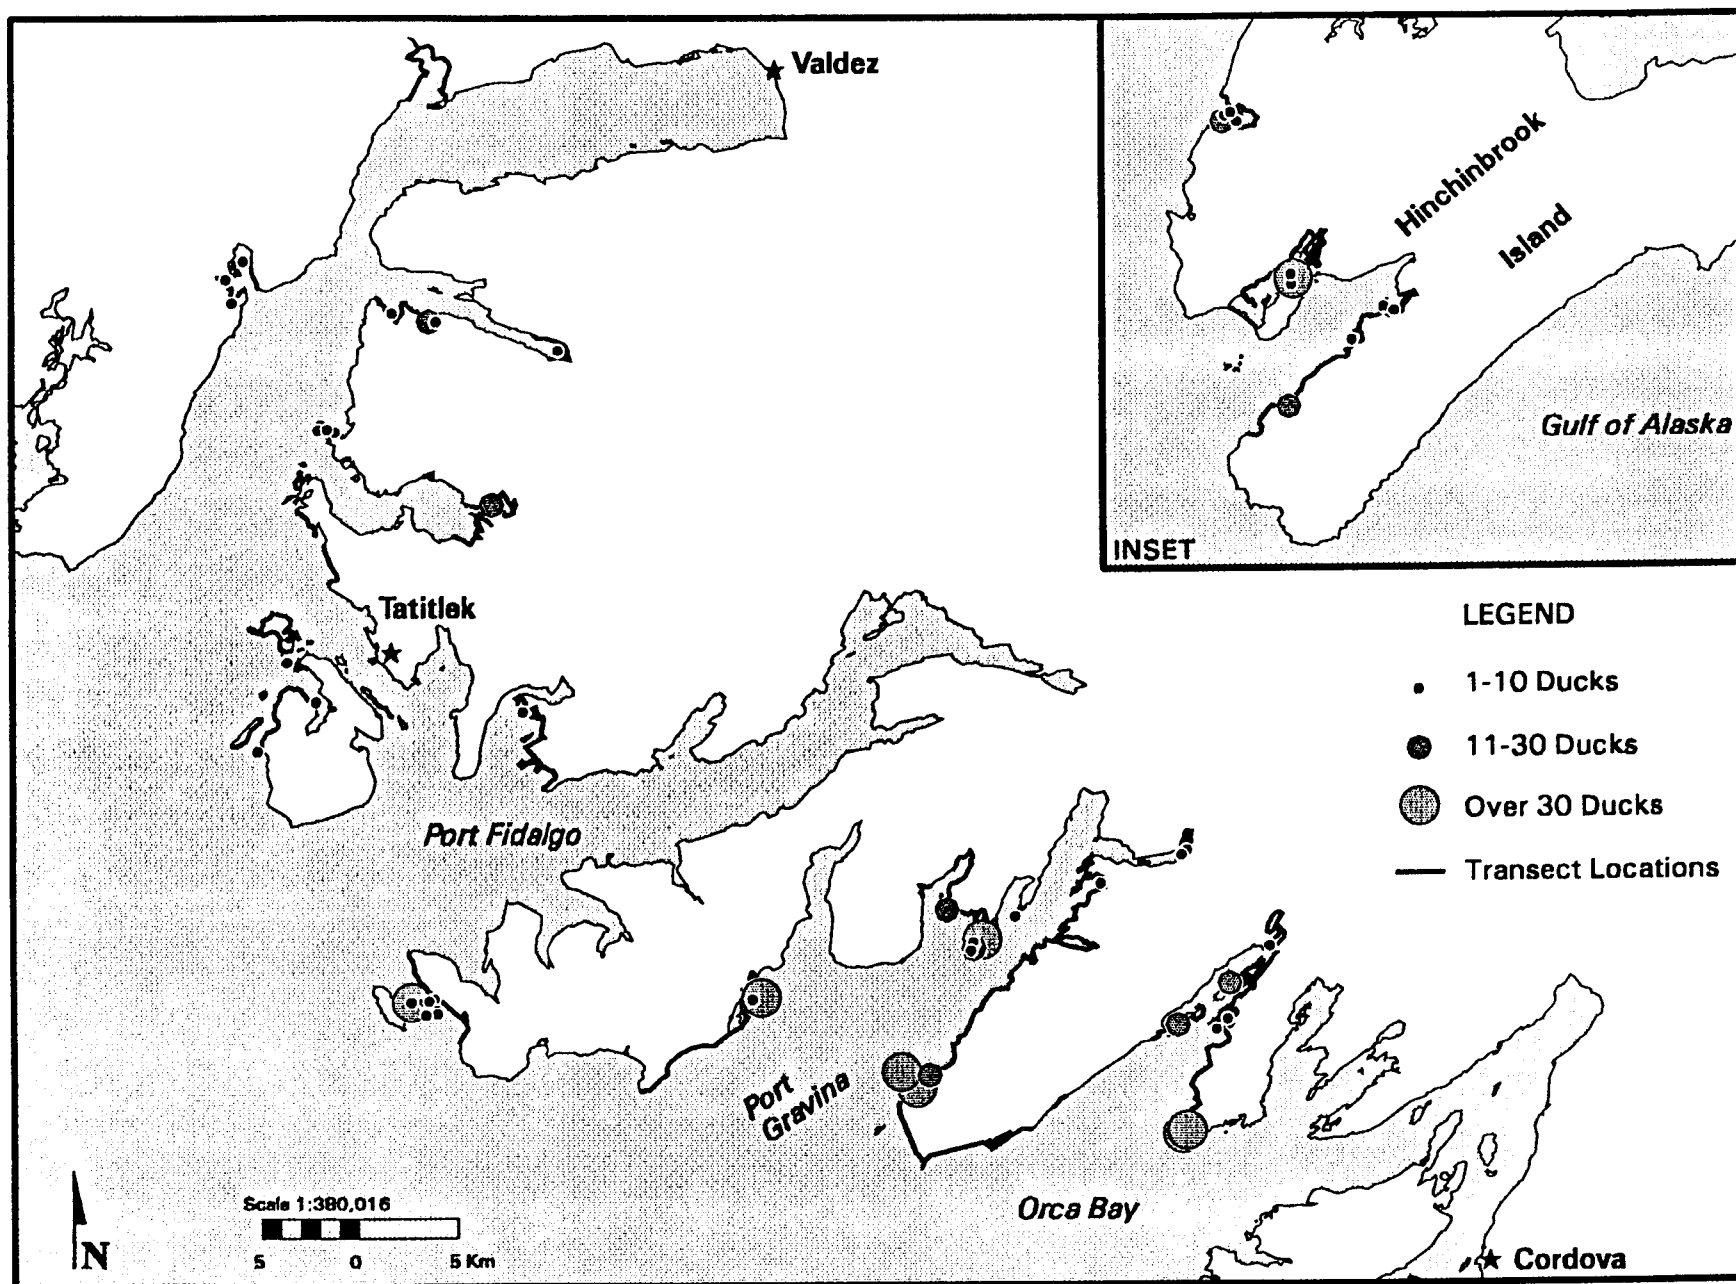 Valdez
Hinchinbrook
Island
Gulf of Alaska
INSET
Tatitlek
LEGEND
1-10 Ducks
11-30 Ducks
Over 30 Ducks
Transect Locations
Port Fidalgo
Port
Gravina
Orca Bay
Cordova
Scale 1:380,016
5 0 5 Km
N